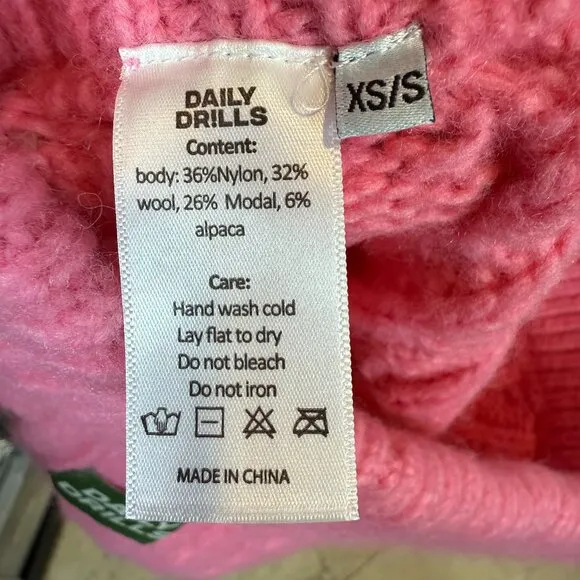 DAILY
DRILLS
XS/S
Content:
body: 36%Nylon, 32%
wool, 26% Modal, 6%
alpaca
Care:
Hand wash cold
Lay flat to dry
Do not bleach
Do not iron
MADE IN CHINA